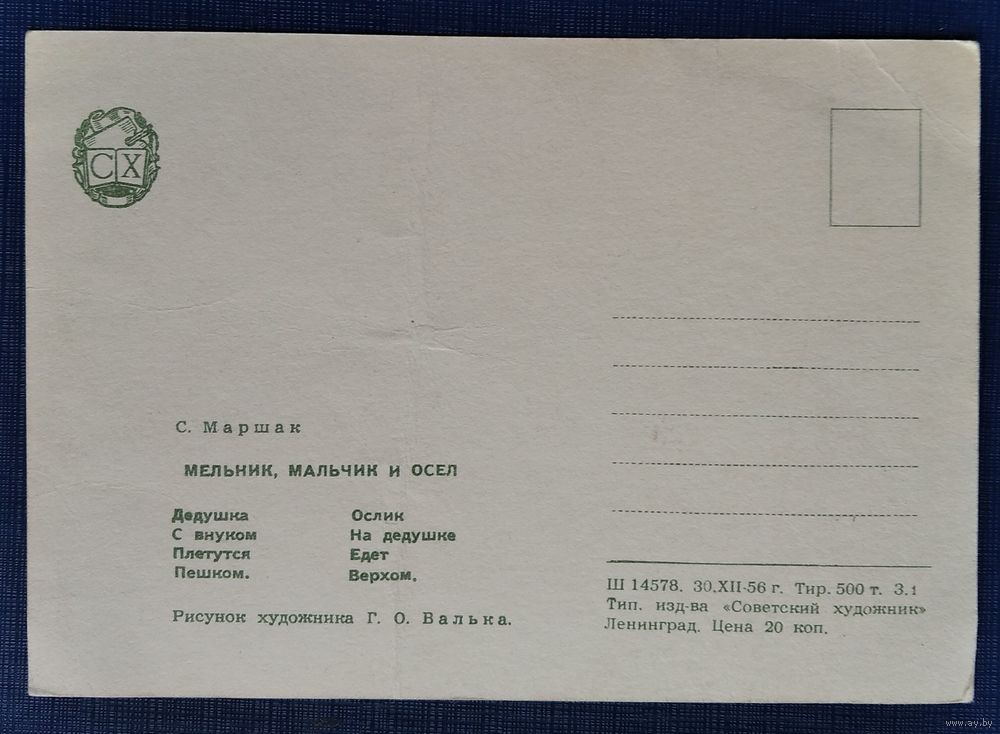 СХ
С. Маршак
МЕЛЬНИК, МАЛЬЧИК и ОСЕЛ
Дедушка
С внуком
Плетутся
Пешком.
Ослик
На дедушке
Едет
Верхом.
Рисунок художника Г. О. Валька.
Ш 14578. 30.XII-56 г. Тир. 500 т. З.1
Тип. изд-ва «Советский художник»
Ленинград. Цена 20 коп.
www.ay.by